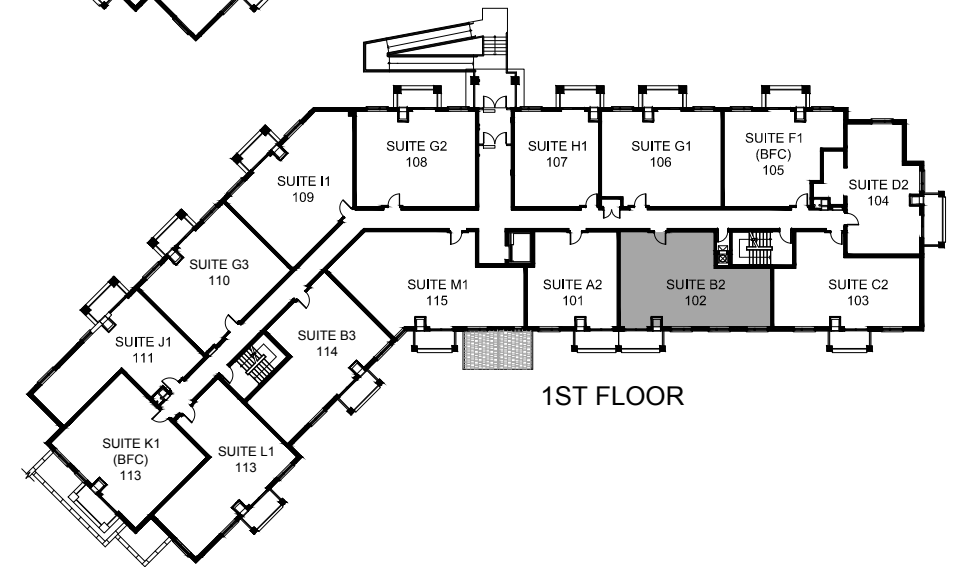 SUITE G2
108
SUITE H1
107
SUITE G1
106
SUITE F1
(BFC)
105
SUITE D2
104
SUITE I1
109
SUITE G3
110
SUITE M1
115
SUITE A2
101
SUITE B2
102
SUITE C2
103
SUITE J1
111
SUITE B3
114
SUITE K1
(BFC)
113
SUITE L1
113
1ST FLOOR